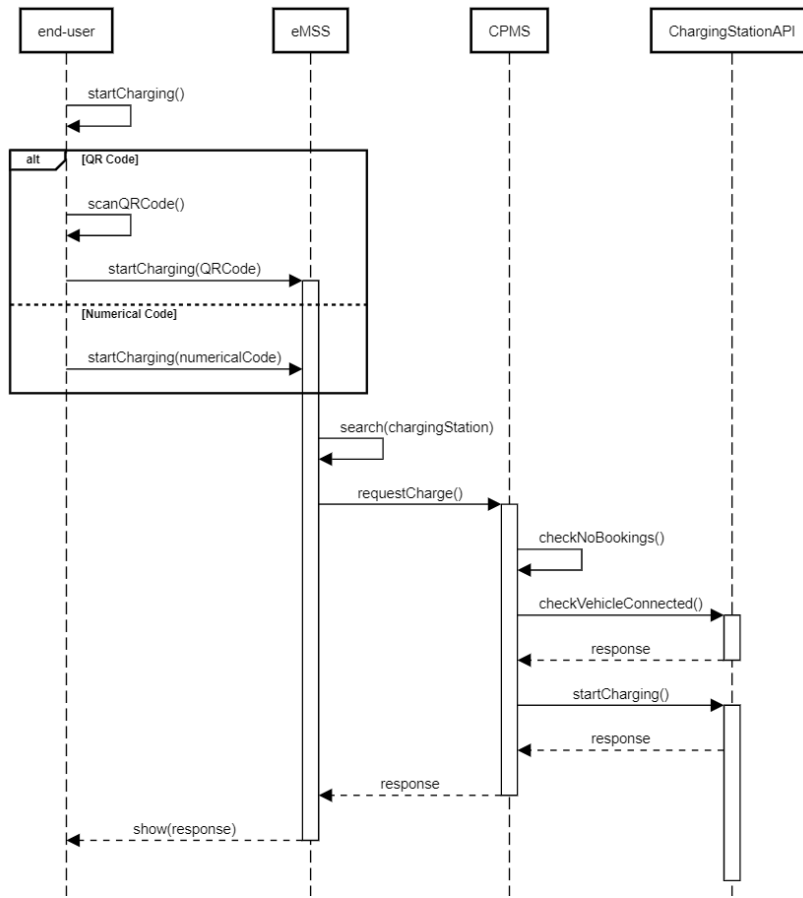 end-user
eMSS
CPMS
ChargingStationAPI
startCharging()
alt
[QR Code]
scanQRCode()
startCharging(QRCode)
[Numerical Code]
startCharging(numericalCode)
search(chargingStation)
requestCharge()
checkNoBookings()
checkVehicleConnected()
response
startCharging()
response
response
show(response)